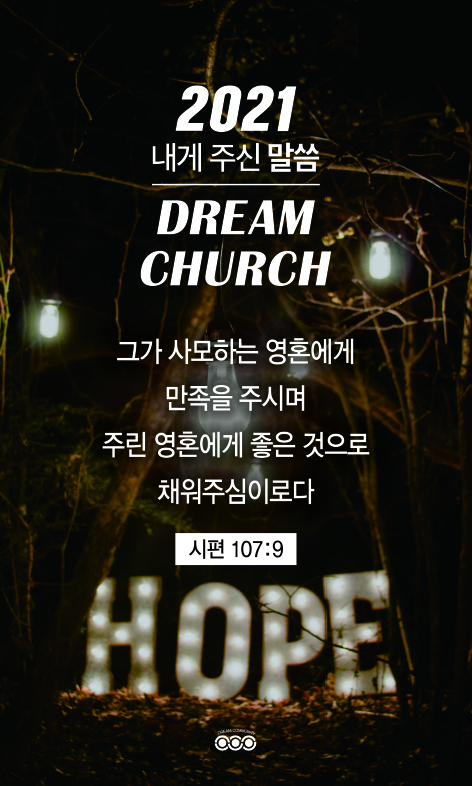 2021
내게 주신 말씀
DREAM
CHURCH
그가 사모하는 영혼에게
만족을 주시며
주린 영혼에게 좋은 것으로
채워주심이로다
시편 107:9
HOPE
DREAM COMMUNITY